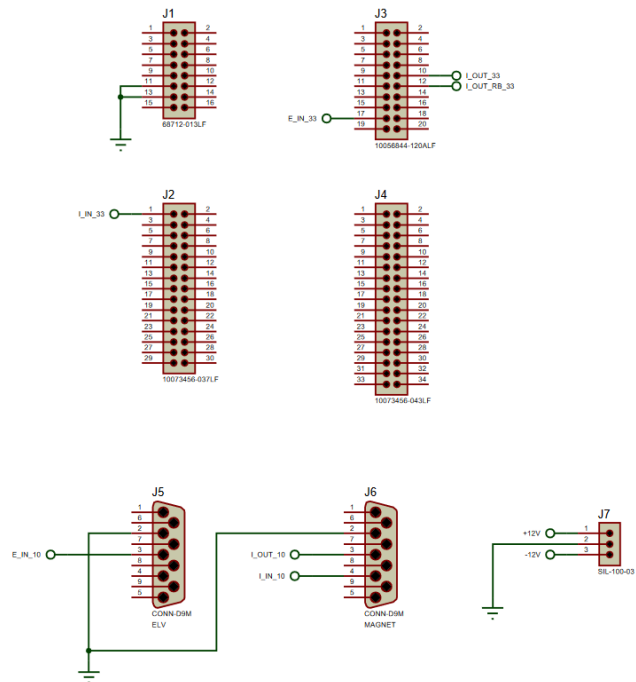 J1
1 2
3 4
5 6
7 8
9 10
11 12
13 14
15 16
68712-013LF
J3
1 2
3 4
5 6
7 8
9 10 I_OUT_33
11 12 I_OUT_RB_33
13 14
15 16
E_IN_33 17 18
19 20
10056844-120ALF
J2
I_IN_33 1 2
3 4
5 6
7 8
9 10
11 12
13 14
15 16
17 18
19 20
21 22
23 24
25 26
27 28
29 30
10073456-037LF
J4
1 2
3 4
5 6
7 8
9 10
11 12
13 14
15 16
17 18
19 20
21 22
23 24
25 26
27 28
29 30
31 32
33 34
10073456-043LF
J5
1
6
2
7
E_IN_10 3
8
4
9
5
CONN-D9M
ELV
J6
1
6
2
7
I_OUT_10 3
8
I_IN_10 4
9
5
CONN-D9M
MAGNET
J7
+12V 1
2
-12V 3
SIL-100-03